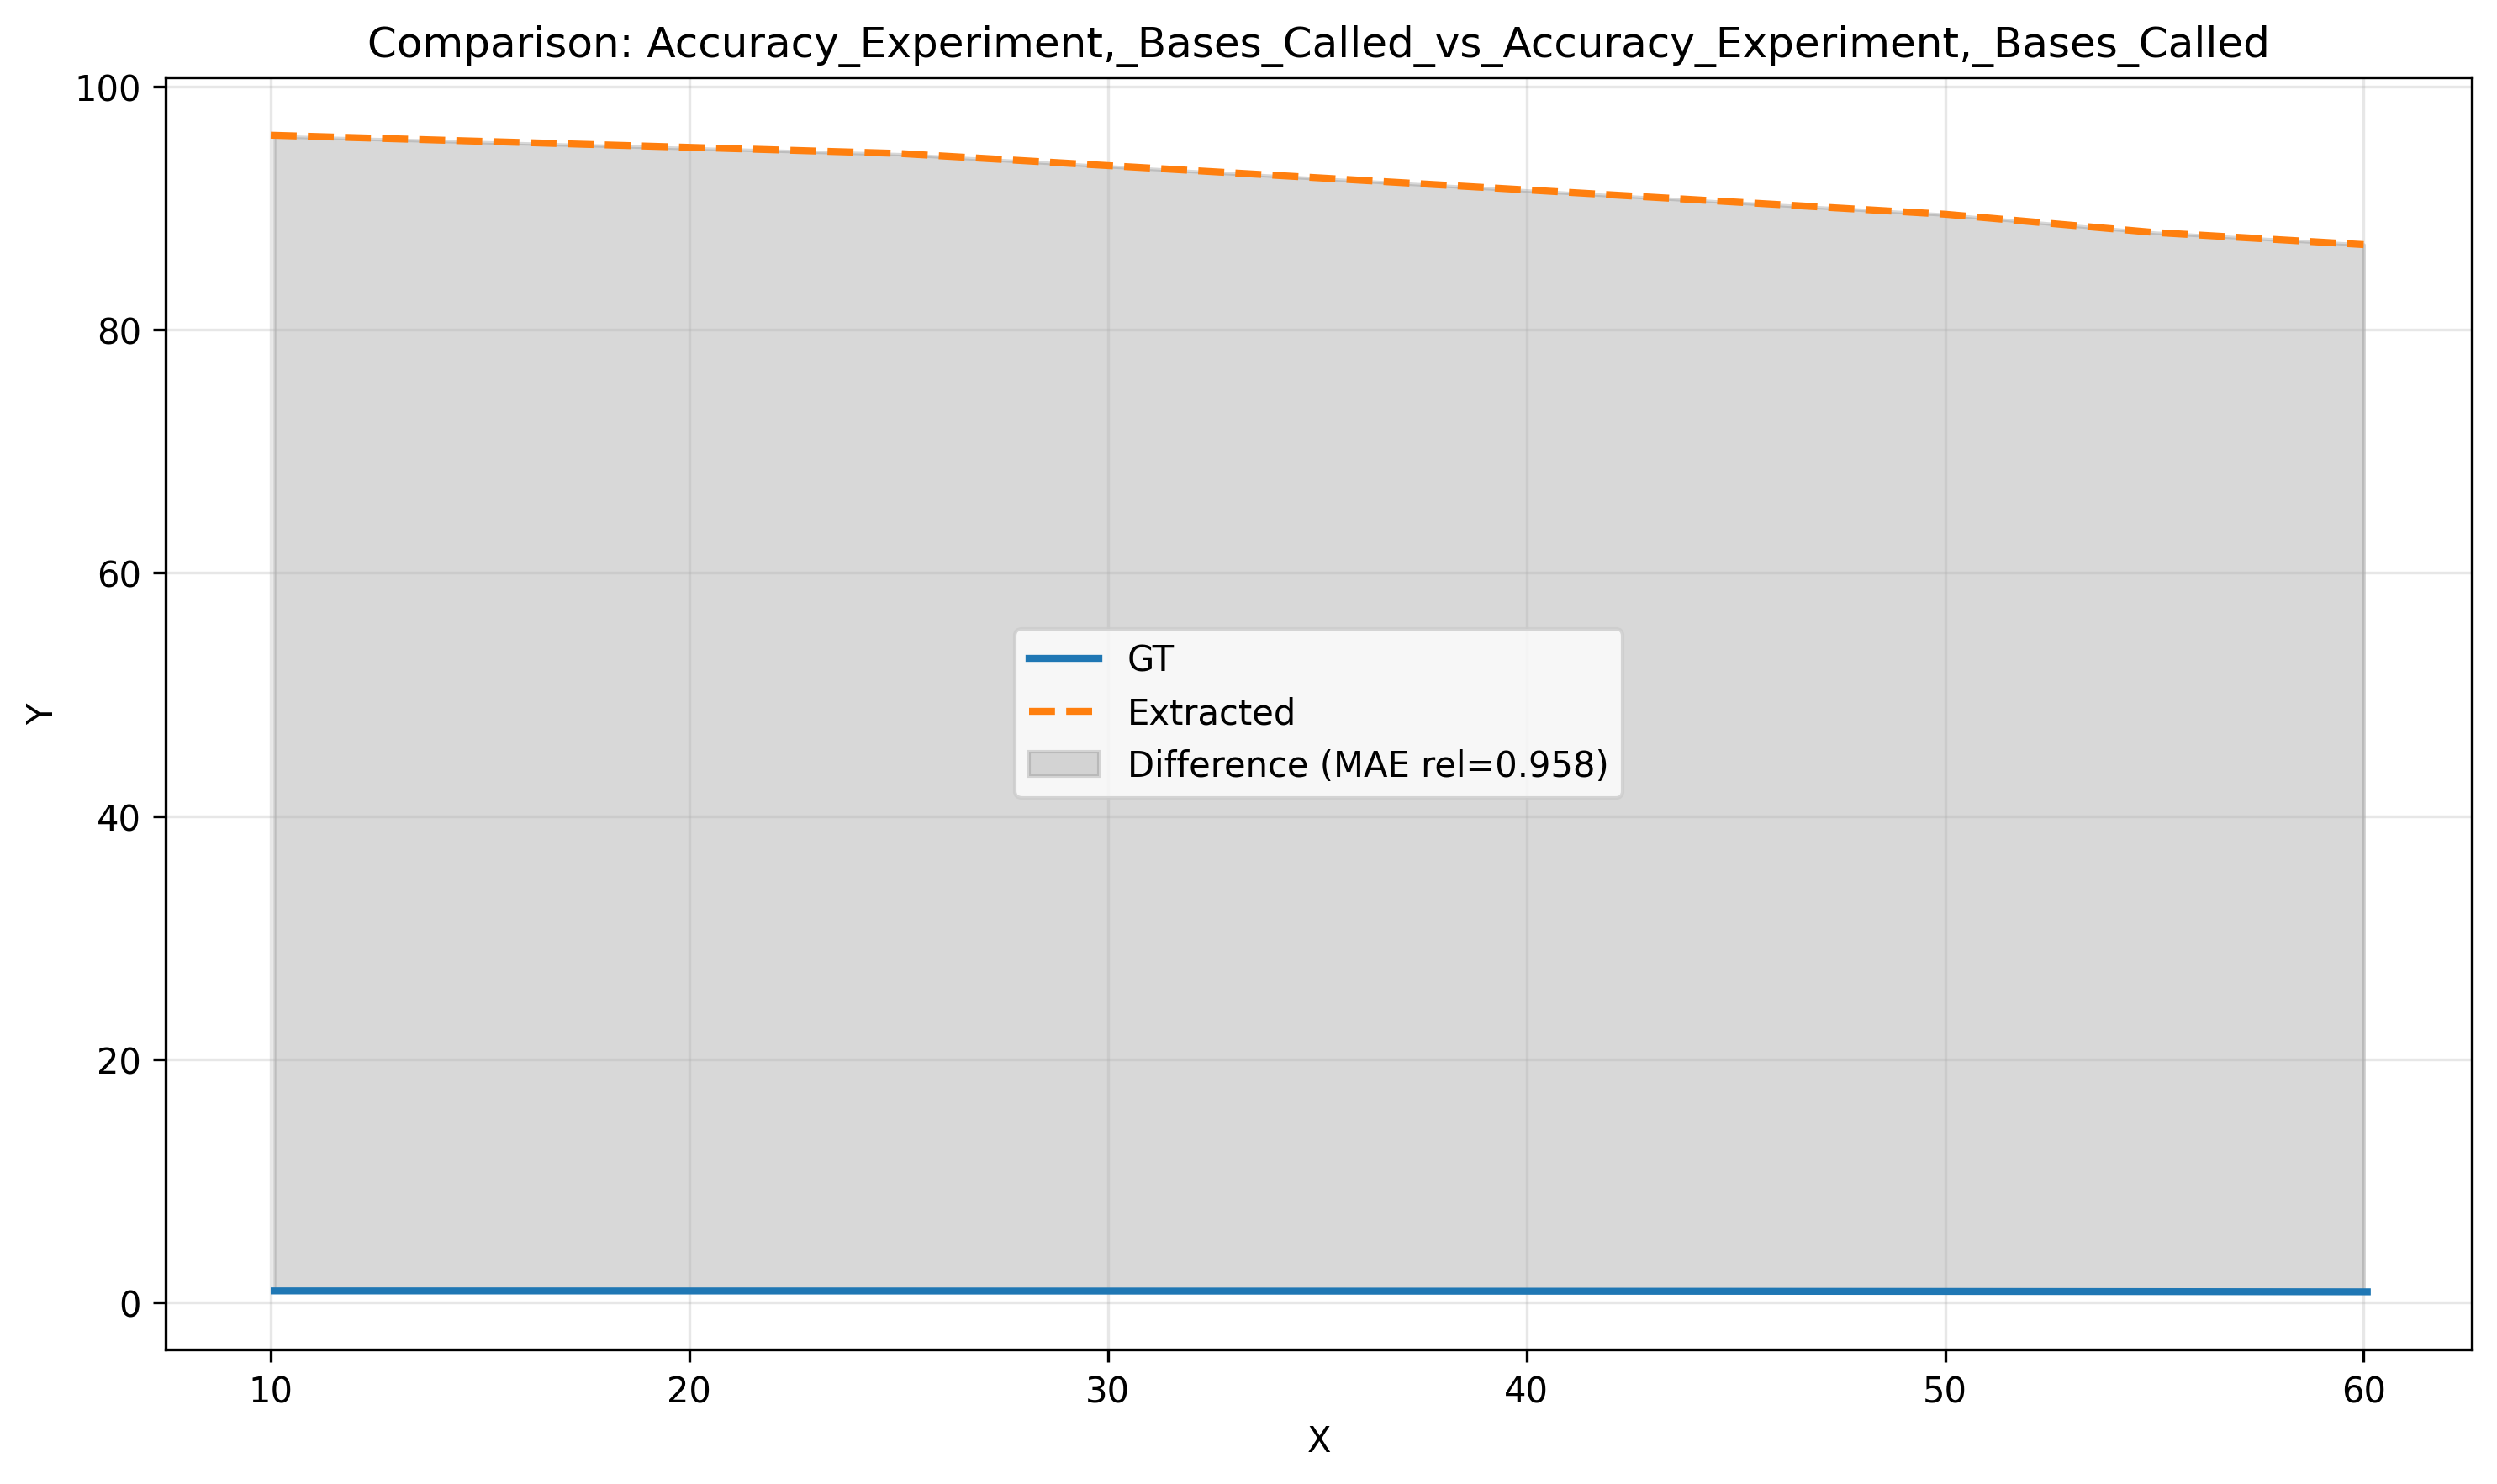 Comparison: Accuracy_Experiment,_Bases_Called_vs_Accuracy_Experiment,_Bases_Called
100
80
60
40
20
0
Y
GT
Extracted
Difference (MAE rel=0.958)
10 20 30 40 50 60
X